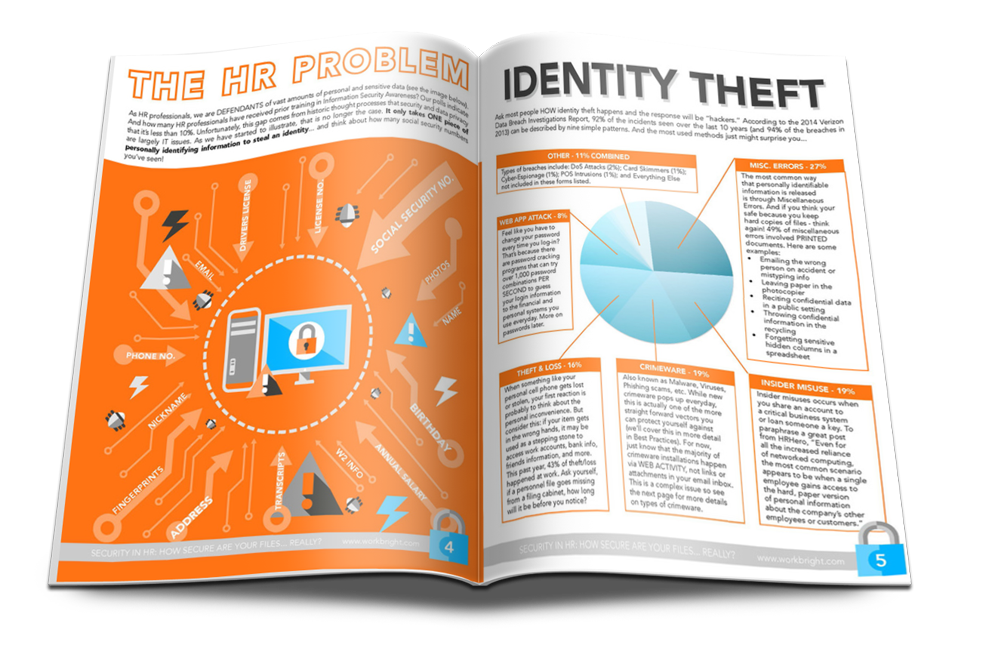 THE HR PROBLEM
As HR professionals, we are DEFENDANTS of vast amounts of personal and sensitive data (see the image below).
And how many HR professionals have received prior training in Information Security Awareness? Our polls indicate
that it's less than 10%. Unfortunately, this gap comes from historic thought processes that security and data privacy
are largely IT issues. As we have started to illustrate, that is no longer the case. It only takes ONE piece of
personally identifying information to steal an identity... and think about how many social security numbers
you've seen!
DRIVERS LICENSE
LICENSE NO.
SOCIAL SECURITY NO.
EMAIL
PHOTOS
NAME
PHONE NO.
NICKNAME
BIRTHDAY
FINGERPRINTS
ADDRESS
TRANSCRIPTS
W2 INFO
ANNUAL SALARY
SECURITY IN HR: HOW SECURE ARE YOUR FILES... REALLY? www.workbright.com 4
IDENTITY THEFT
Ask most people HOW identity theft happens and the response will be "hackers." According to the 2014 Verizon
Data Breach Investigations Report, 92% of the incidents seen over the last 10 years (and 94% of the breaches in
2013) can be described by nine simple patterns. And the most used methods just might surprise you...
OTHER - 11% COMBINED
Types of breaches include: DoS Attacks (2%); Card Skimmers (1%);
Cyber-Espionage (1%); POS Intrusions (1%); and Everything Else
not included in these forms listed.
MISC. ERRORS - 27%
The most common way
that personally identifiable
information is released
is through Miscellaneous
Errors. And if you think your
safe because you keep
hard copies of files - think
again! 49% of miscellaneous
errors involved PRINTED
documents. Here are some
examples:
• Emailing the wrong
person on accident or
mistyping info
• Leaving paper in the
photocopier
• Reciting confidential data
in a public setting
• Throwing confidential
information in the
recycling
• Forgetting sensitive
hidden columns in a
spreadsheet
WEB APP ATTACK - 8%
Feel like you have to
change your password
every time you log-in?
That's because there
are password cracking
programs that can try
over 1,000 password
combinations PER
SECOND to guess
your login information
to the financial and
personal systems you
use everyday. More on
passwords later.
THEFT & LOSS - 16%
When something like your
personal cell phone gets lost
or stolen, your first reaction
is probably to think about the
personal inconvenience. But
consider this: if your item gets
in the wrong hands, it may be
used as a stepping stone to
access work accounts, bank info,
friends information, and more.
This past year, 43% of theft/loss
happened at work. Ask yourself,
if a personnel file goes missing
from a filing cabinet, how long
will it be before you notice?
CRIMEWARE - 19%
Also known as Malware, Viruses,
Phishing scams, etc. While new
crimeware pops up everyday,
this is actually one of the more
straight forward vectors you
can protect yourself against
(we'll cover this in more detail
in Best Practices). For now,
just know that the majority of
crimeware installations happen
via WEB ACTIVITY, not links or
attachments in your email inbox.
This is a complex issue so see
the next page for more details
on types of crimeware.
INSIDER MISUSE - 19%
Insider misuses occurs when
you share an account to
a critical business system
or loan someone a key. To
paraphrase a great post
from HRHero, "Even for
all the increased reliance
of networked computing,
the most common scenario
appears to be when a single
employee gains access to
the hard, paper version
of personal information
about the company's other
employees or customers."
SECURITY IN HR: HOW SECURE ARE YOUR FILES... REALLY? www.workbright.com 5